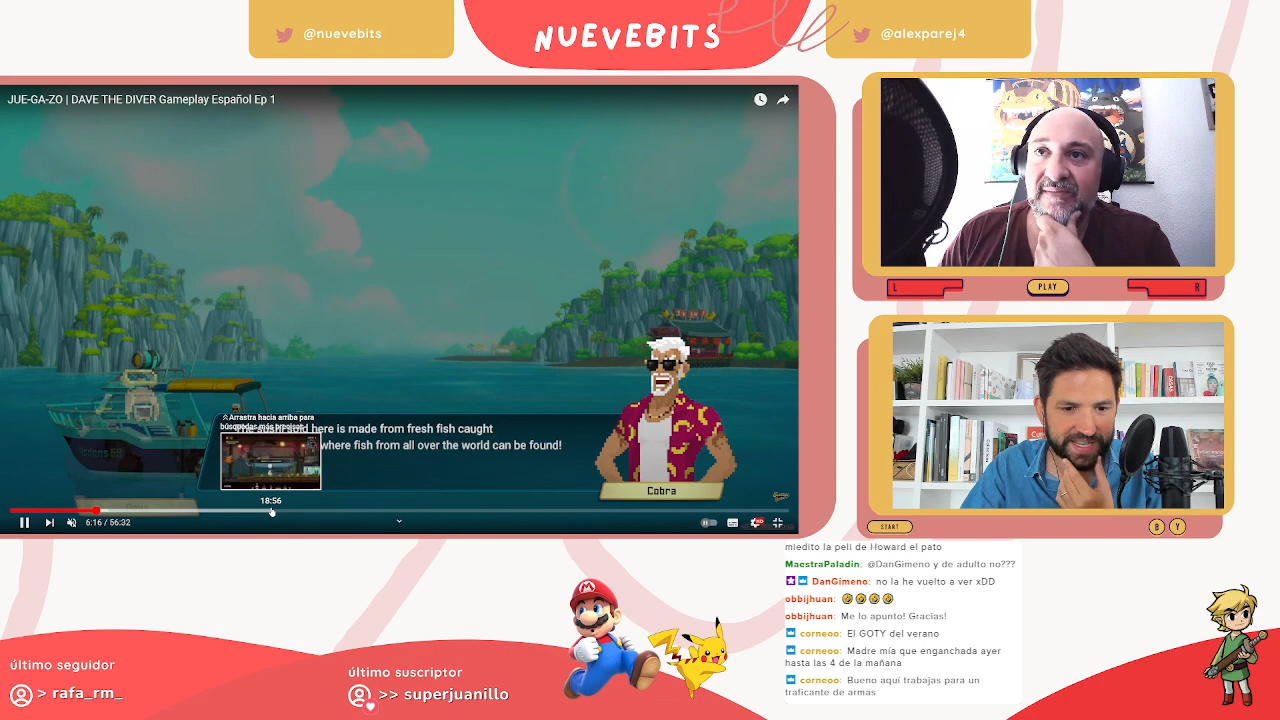 @nuevebits
NUEVEBITS
@alexparej4
JUE-GA-ZO | DAVE THE DIVER Gameplay Español Ep 1
Arrastra hacia arriba para
búsquedas más precisas
here is made from fresh fish caught
where fish from all over the world can be found!
Cobra
18:56
6:16 / 56:32
L
PLAY
R
START
B
Y
miedito la peli de Howard el pato
MaestraPaladin: @DanGimeno y de adulto no???
DanGimeno: no la he vuelto a ver xDD
obbijhuan:
obbijhuan: Me lo apunto! Gracias!
corneoo: El GOTY del verano
corneoo: Madre mía que enganchada ayer
hasta las 4 de la mañana
corneoo: Bueno aquí trabajas para un
traficante de armas
último seguidor
> rafa_rm_
último suscriptor
>> superjuanillo